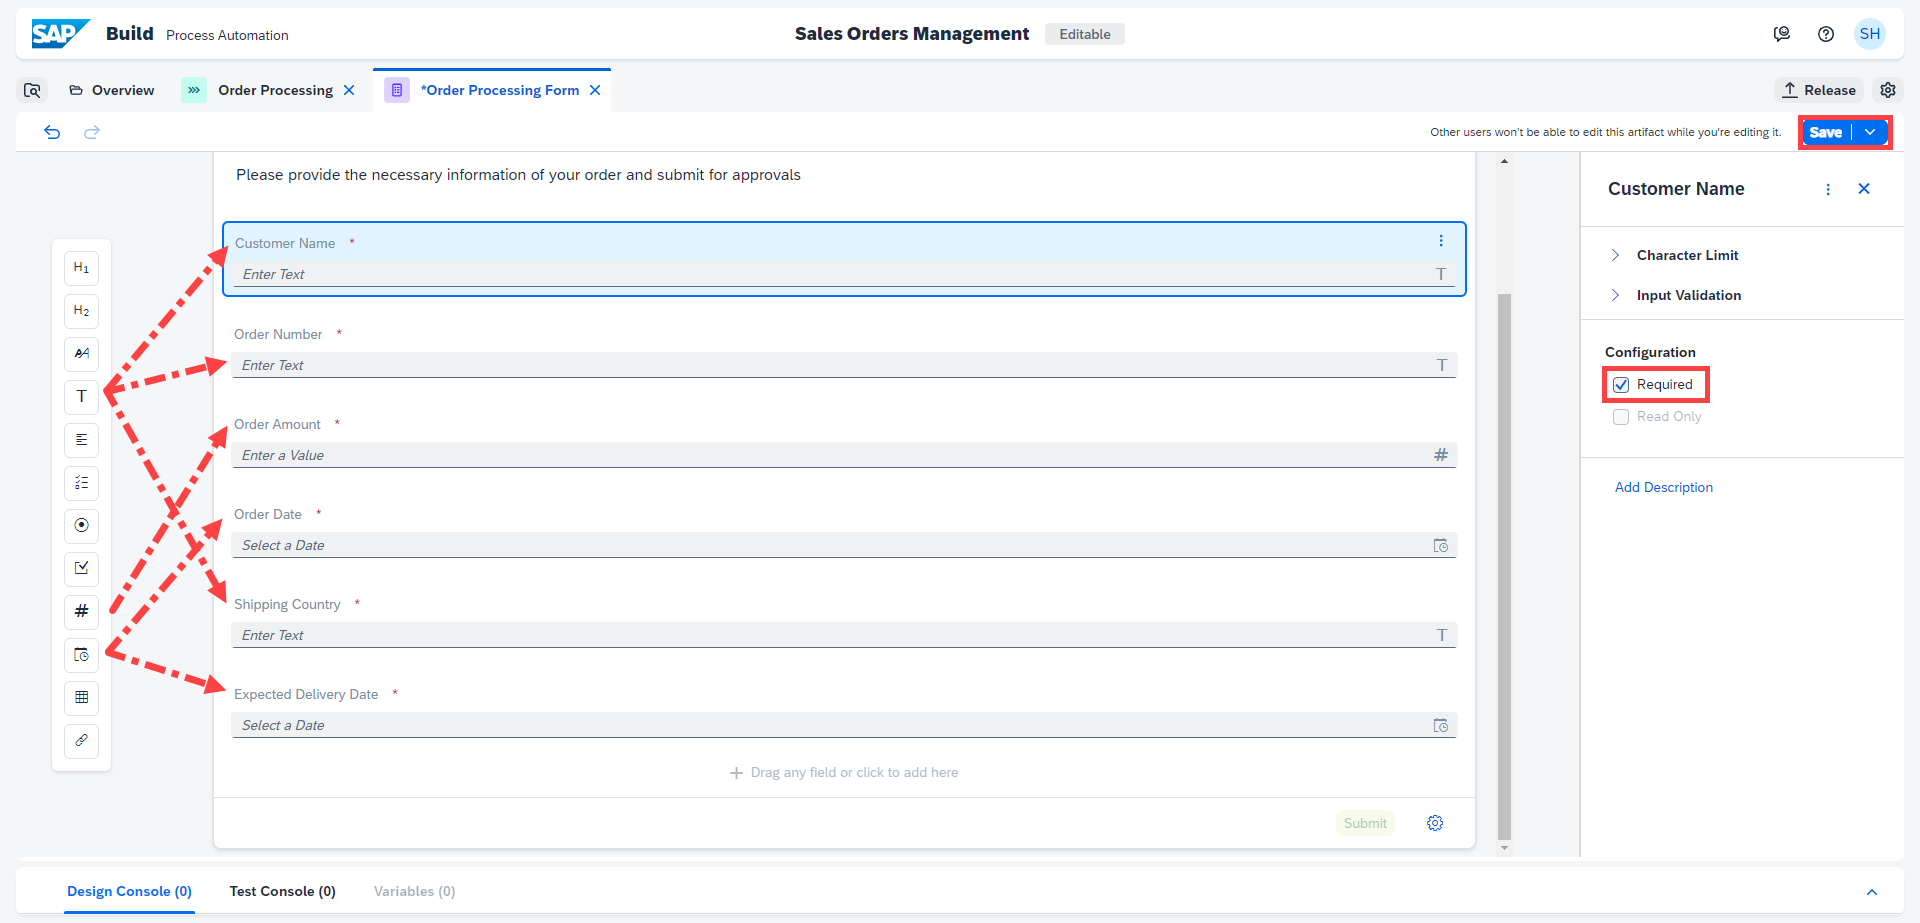 SAP Build Process Automation
Sales Orders Management Editable
SH
Overview
Order Processing
*Order Processing Form
Release
Other users won't be able to edit this artifact while you're editing it.
Save
Please provide the necessary information of your order and submit for approvals
H1
H2
AA
T
#
Customer Name *
Enter Text T
Order Number *
Enter Text T
Order Amount *
Enter a Value #
Order Date *
Select a Date
Shipping Country *
Enter Text T
Expected Delivery Date *
Select a Date
+ Drag any field or click to add here
Submit
Customer Name
Character Limit
Input Validation
Configuration
Required
Read Only
Add Description
Design Console (0) Test Console (0) Variables (0)